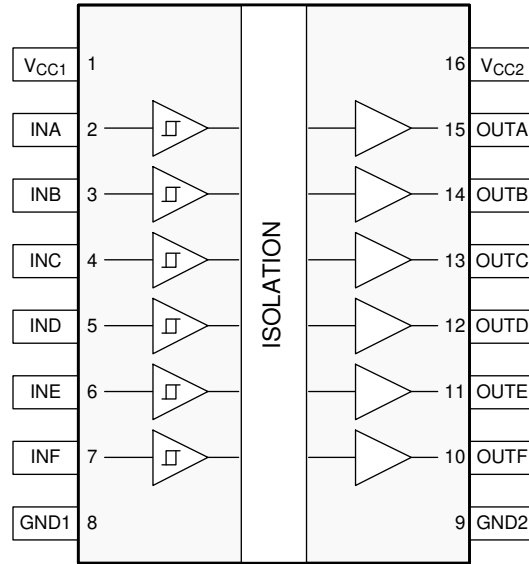 VCC1 1 16 VCC2
INA 2 15 OUTA
INB 3 14 OUTB
INC 4 13 OUTC
IND 5 12 OUTD
INE 6 11 OUTE
INF 7 10 OUTF
GND1 8 9 GND2
ISOLATION